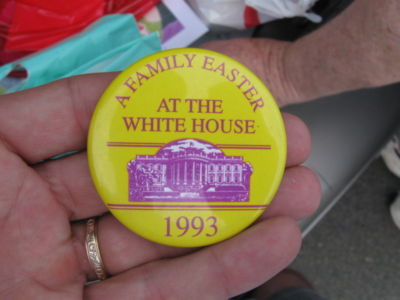 A FAMILY EASTER
AT THE
WHITE HOUSE
1993